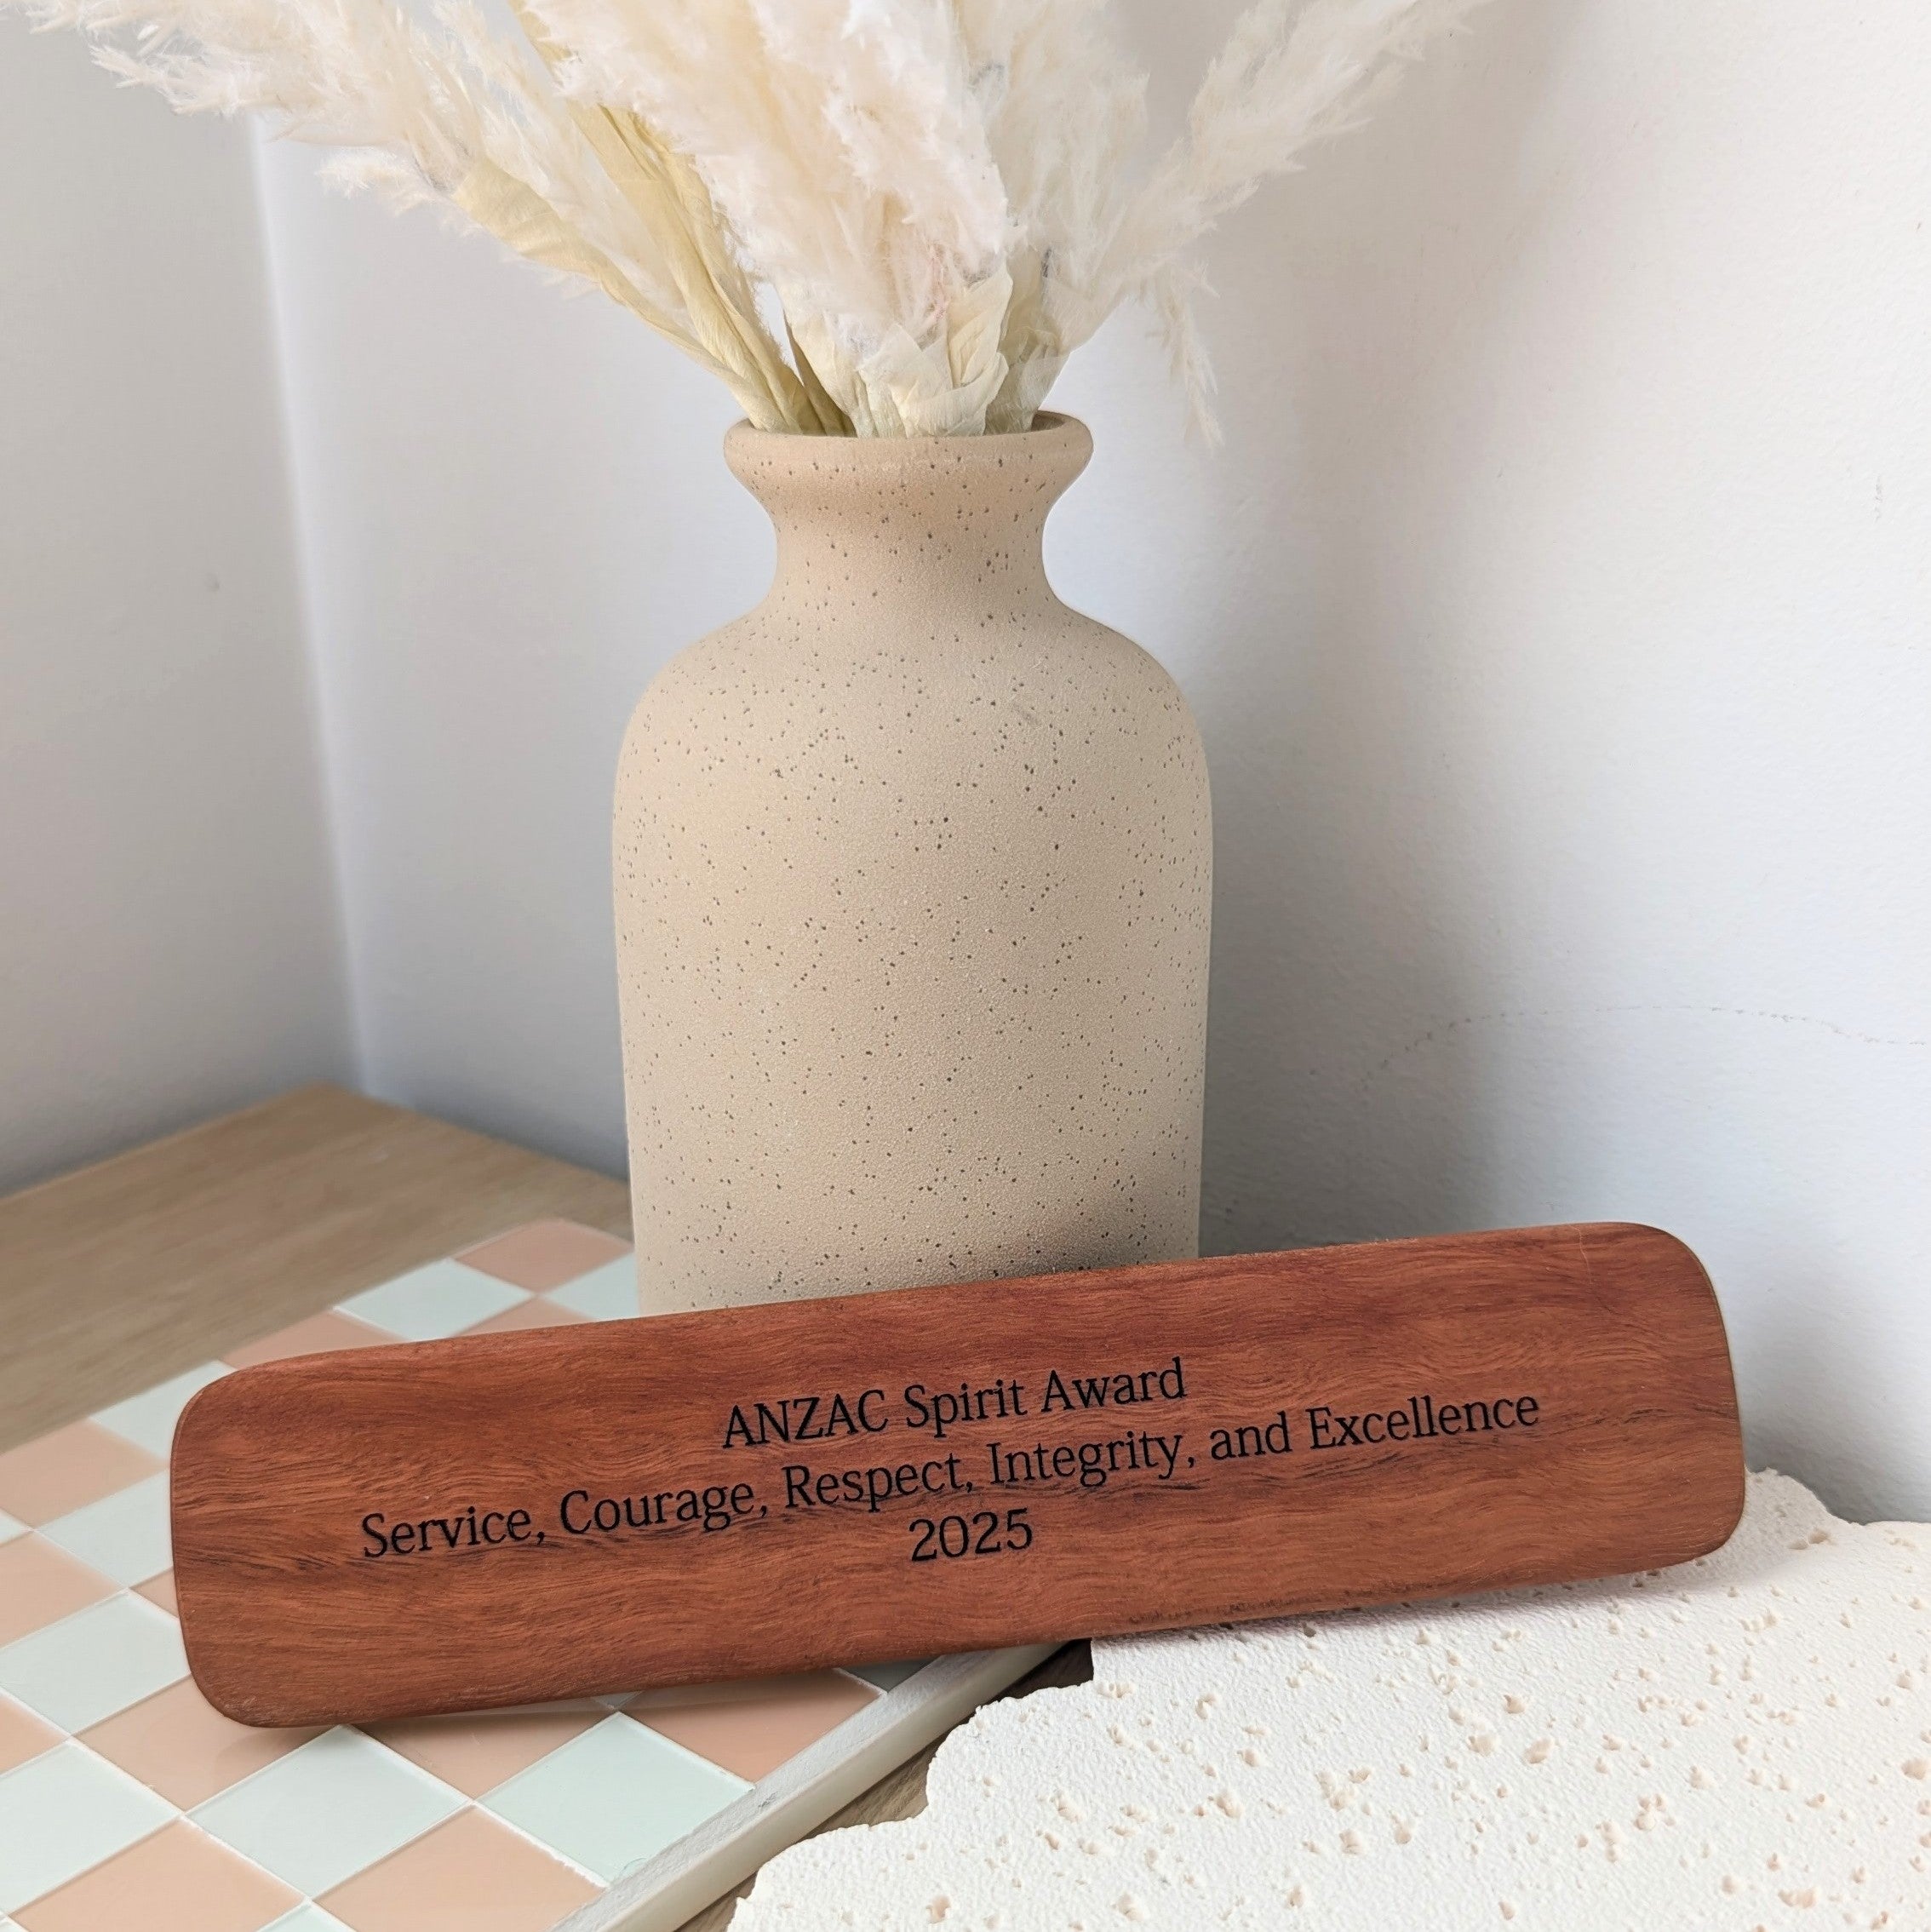 ANZAC Spirit Award
Service, Courage, Respect, Integrity, and Excellence
2025